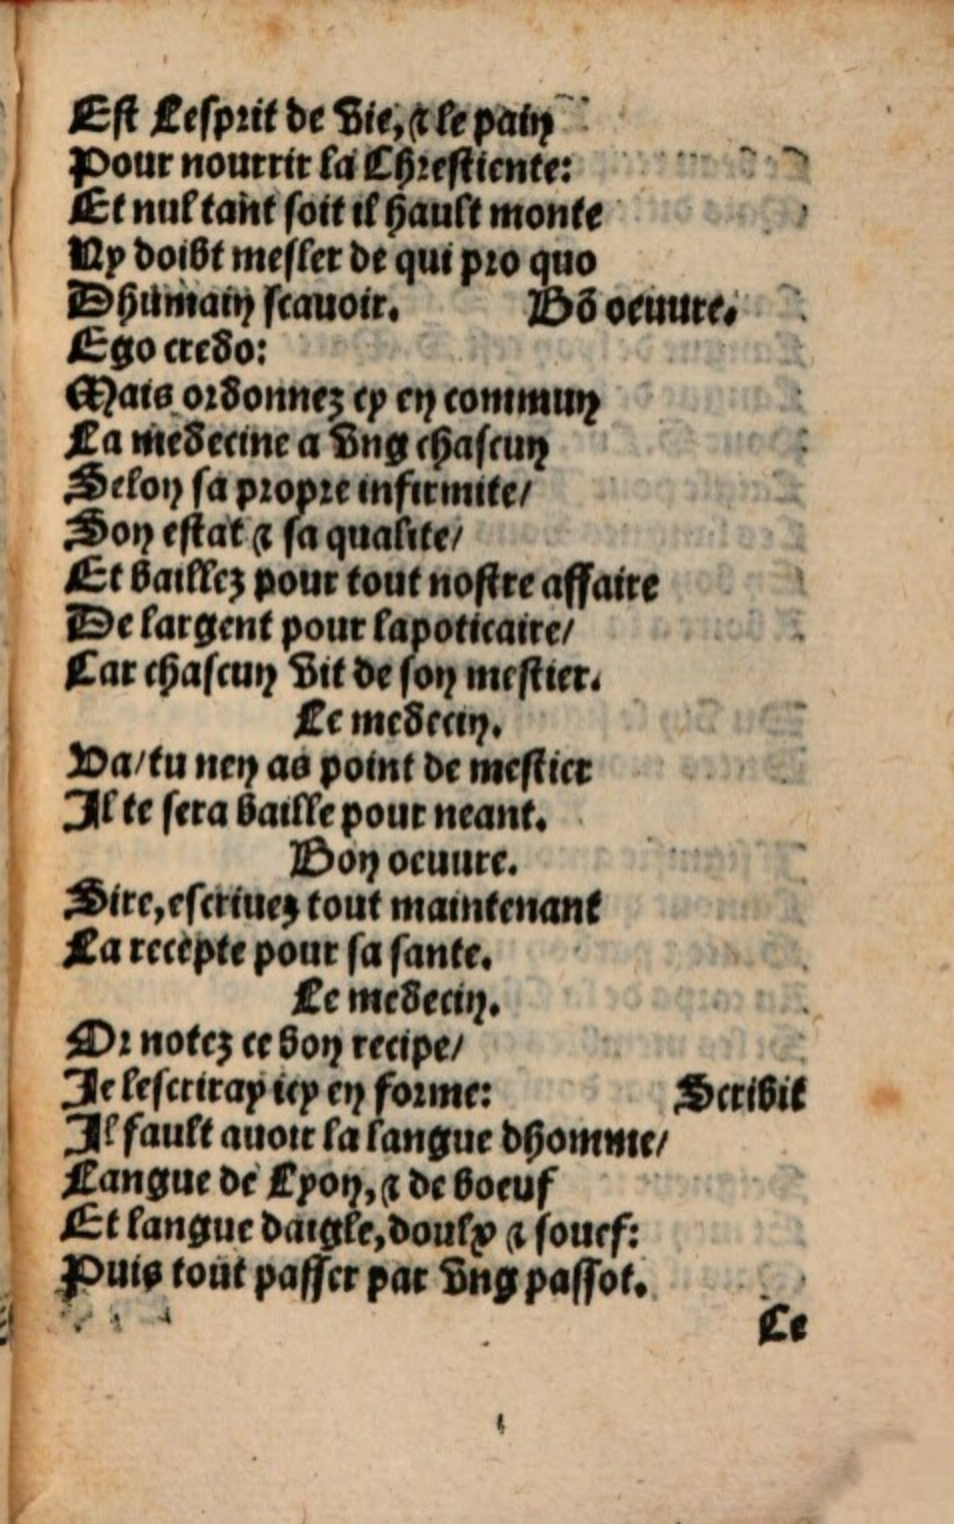 Est Lesprit de vie, & le pain
Pour nourrir la Chrestiente:
Et nul tant soit il hault monte
Ny doibt mesler de qui pro quo
Dhumain scauoir. Bõ oeuure.
Ego credo:
Mais ordonnez cy en commun
La medecine a vng chascun
Selon sa propre infirmite/
Son estat & sa qualite/
Et baillez pour tout nostre affaire
De largent pour lapoticaire/
Car chascun vit de son mestier.
Le medecin.
Va/tu nen as point de mestier
Il te sera baille pour neant.
Bon oeuure.
Sire, escriuez tout maintenant
La recepte pour sa sante.
Le medecin.
Or notez ce bon recipe/
Je lescriray icy en forme: Scribit
Il fault auoir la langue dhomme/
Langue de Lyon, & de boeuf
Et langue daigle, doulx & souef:
Puis tout passer par vng passot.
Le